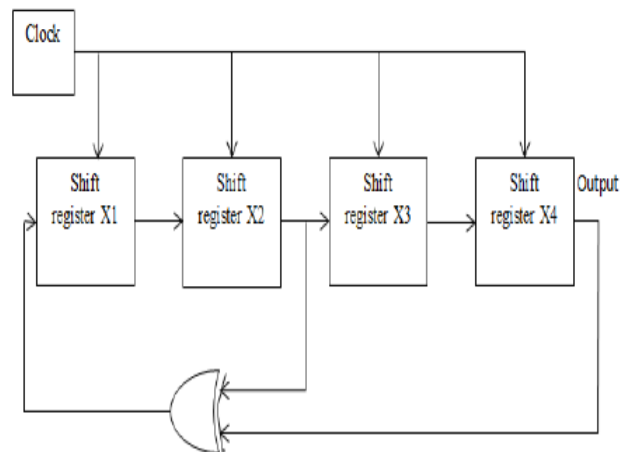 Clock
Shift
register X1
Shift
register X2
Shift
register X3
Shift
register X4
Output